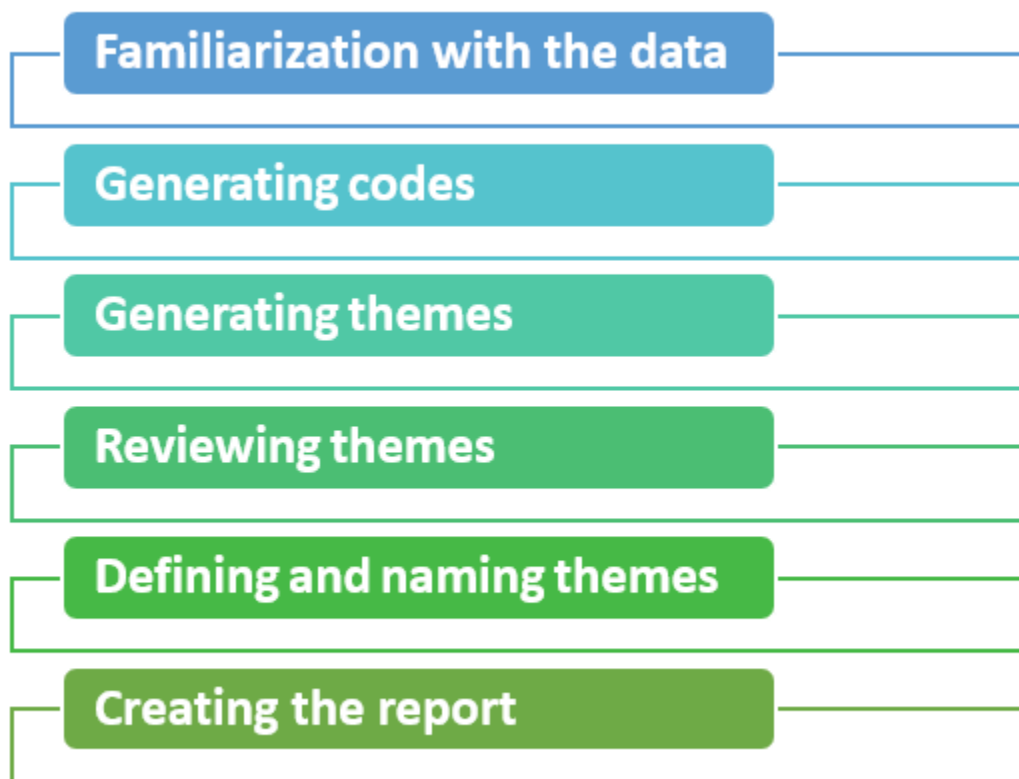 Familiarization with the data
Generating codes
Generating themes
Reviewing themes
Defining and naming themes
Creating the report